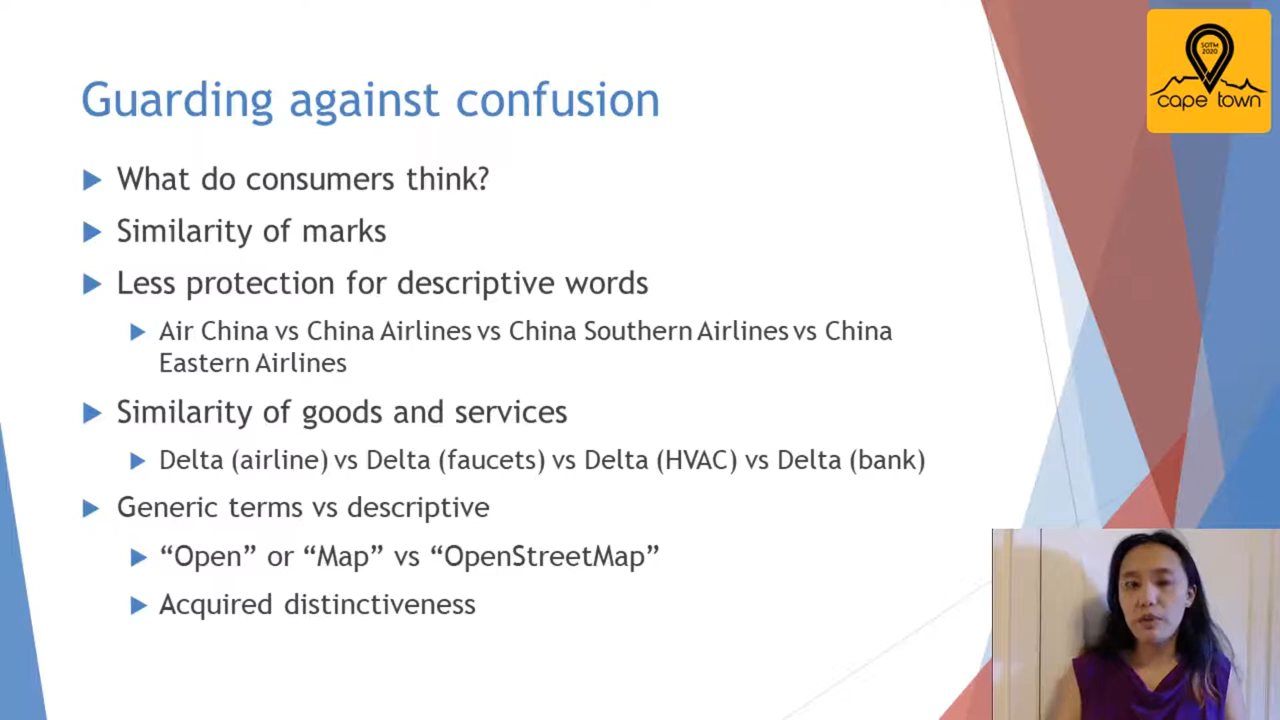 Guarding against confusion
What do consumers think?
Similarity of marks
Less protection for descriptive words
Air China vs China Airlines vs China Southern Airlines vs China
Eastern Airlines
Similarity of goods and services
Delta (airline) vs Delta (faucets) vs Delta (HVAC) vs Delta (bank)
Generic terms vs descriptive
“Open” or “Map” vs “OpenStreetMap”
Acquired distinctiveness
SOTM
2020
cape town